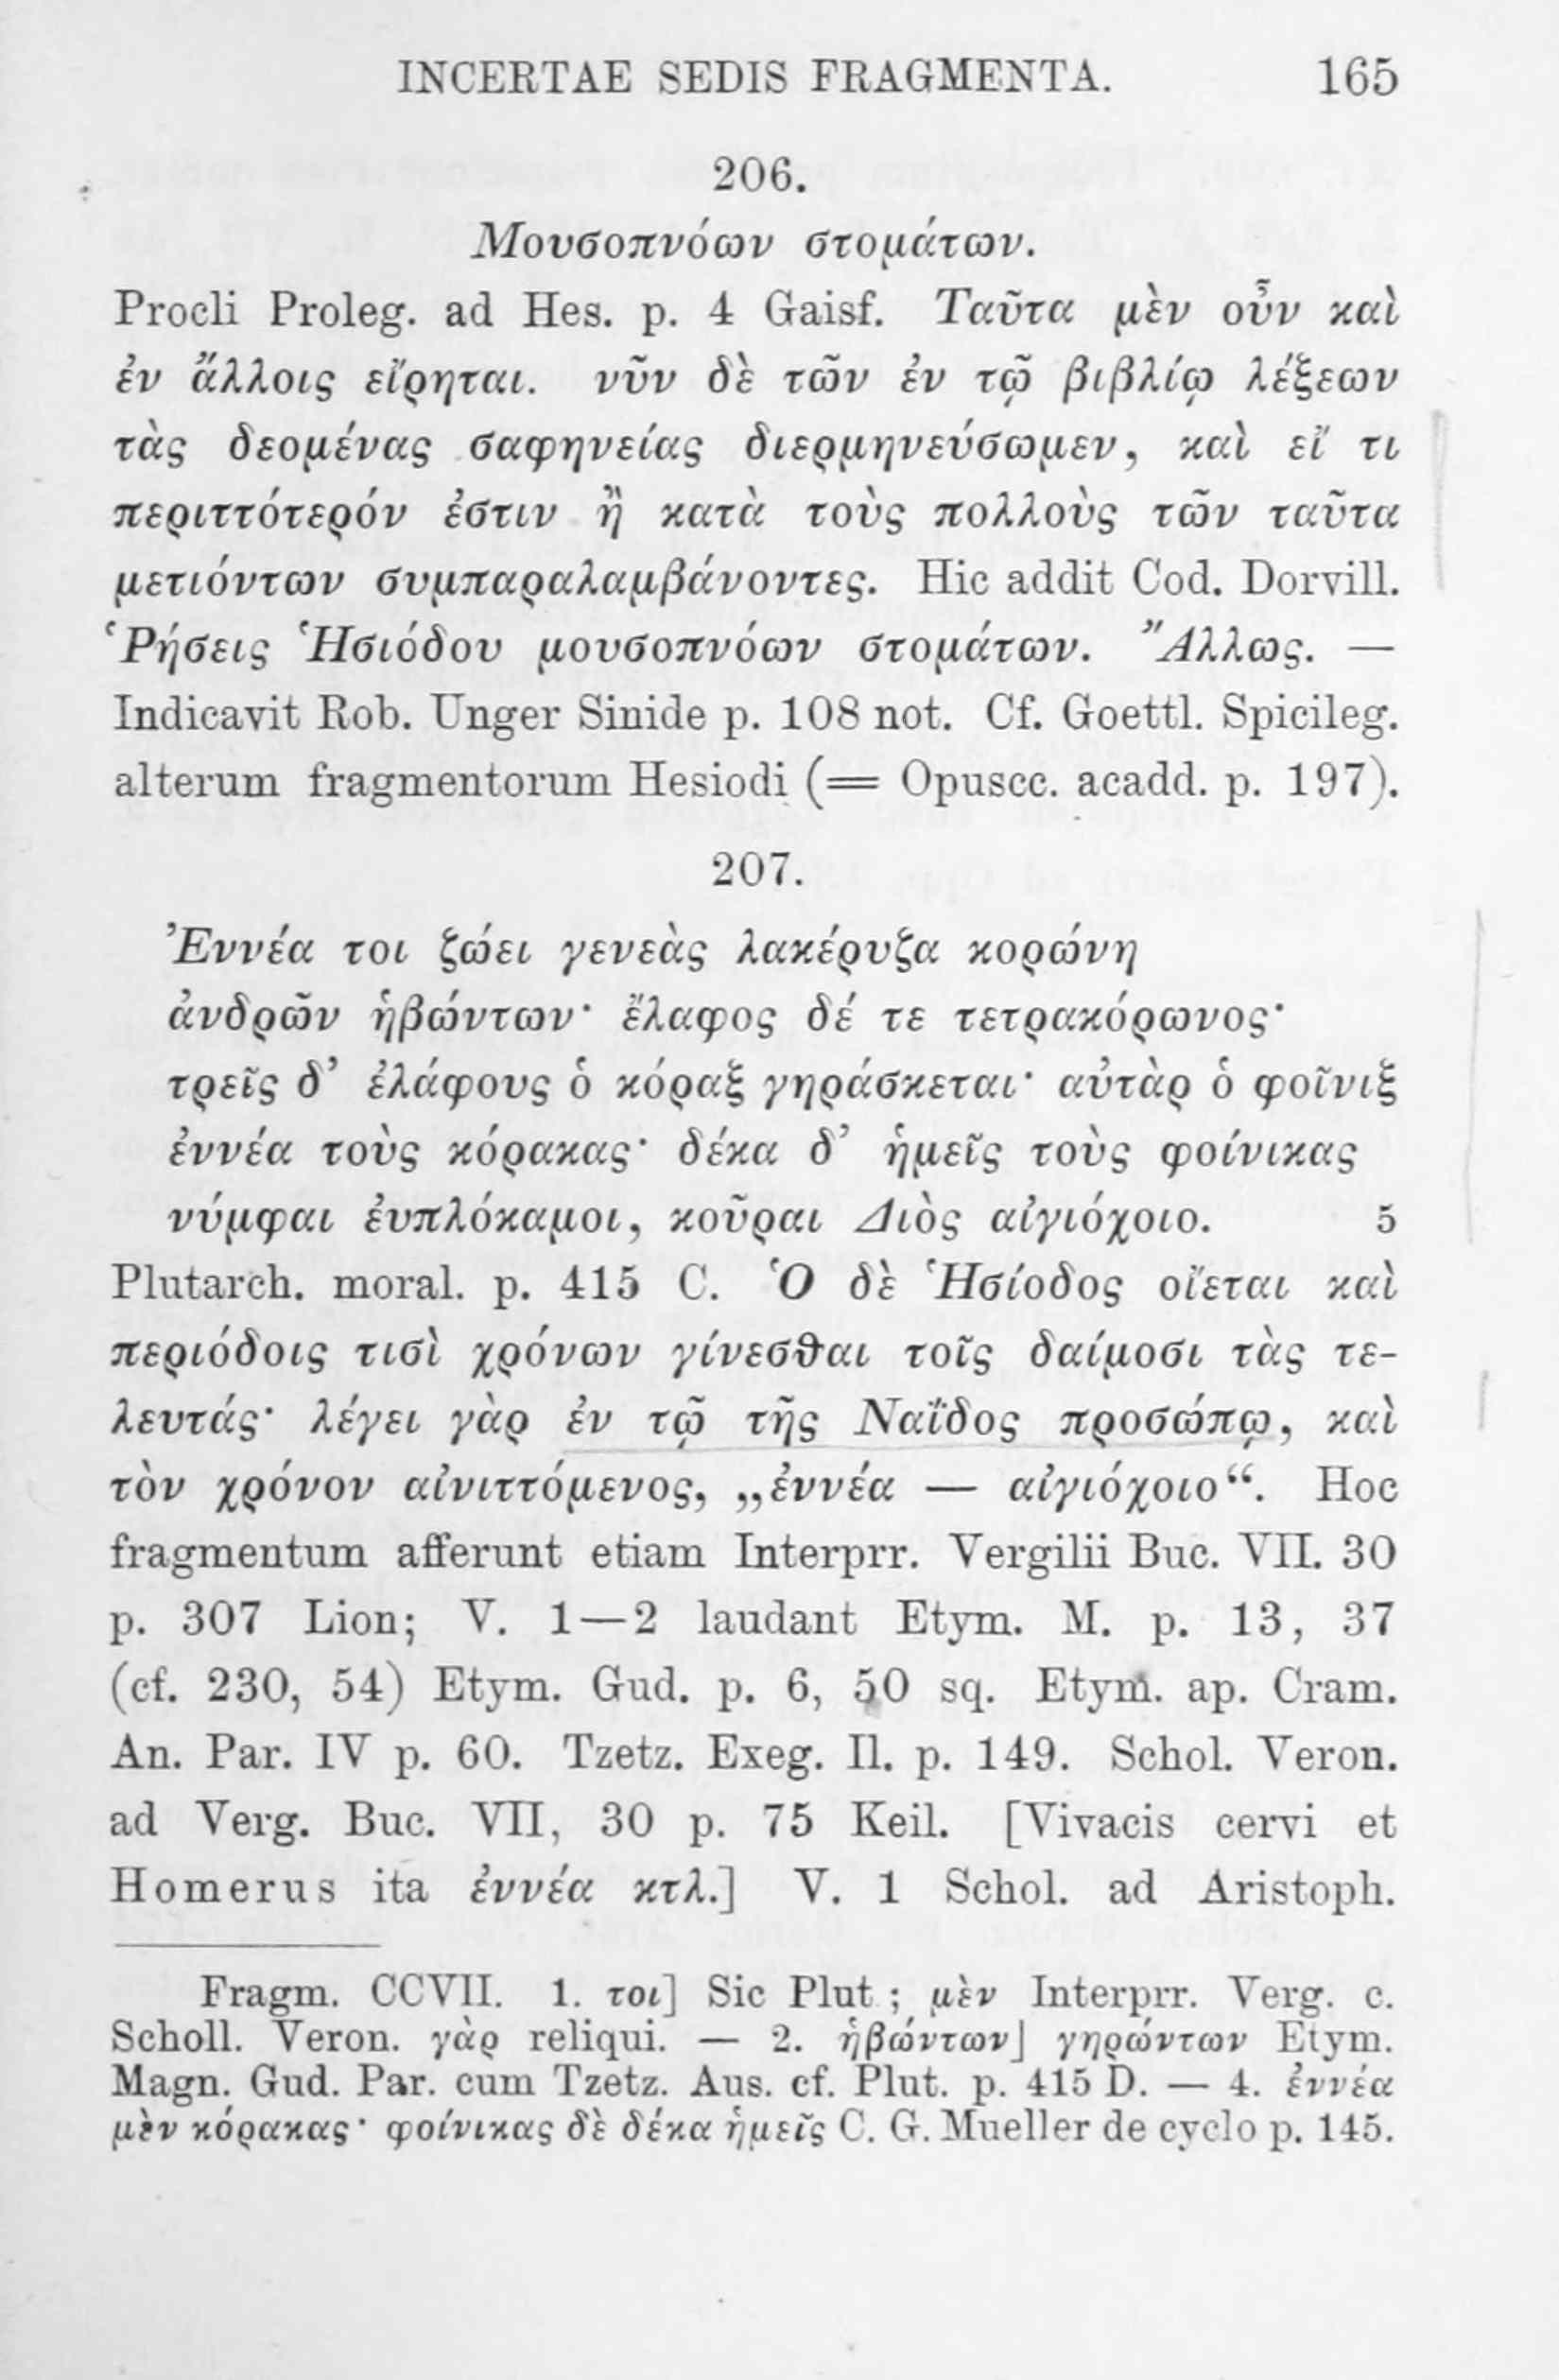 INCERTAE SEDIS FRAGMENTA. 165
206.
Μουσοπνόων στομάτων.
Procli Proleg. ad Hes. p. 4 Gaisf. Ταῦτα μὲν οὖν καὶ
ἐν ἄλλοις εἴρηται. νῦν δὲ τῶν ἐν τῷ βιβλίῳ λέξεων
τὰς δεομένας σαφηνείας διερμηνεύσωμεν, καὶ εἴ τι
περιττότερόν ἐστιν ἢ κατὰ τοὺς πολλοὺς τῶν ταῦτα
μετιόντων συμπαραλαμβάνοντες. Hic addit Cod. Dorvill.
Ῥήσεις Ἡσιόδου μουσοπνόων στομάτων. Ἄλλως. —
Indicavit Rob. Unger Sinide p. 108 not. Cf. Goettl. Spicileg.
alterum fragmentorum Hesiodi (= Opuscc. acadd. p. 197).
207.
Ἐννέα τοι ζώει γενεὰς λακέρυζα κορώνη
ἀνδρῶν ἡβώντων· ἔλαφος δέ τε τετρακόρωνος·
τρεῖς δ’ ἐλάφους ὁ κόραξ γηράσκεται· αὐτὰρ ὁ φοῖνιξ
ἐννέα τοὺς κόρακας· δέκα δ’ ἡμεῖς τοὺς φοίνικας
νύμφαι ἐυπλόκαμοι, κοῦραι Διὸς αἰγιόχοιο. 5
Plutarch. moral. p. 415 C. Ὁ δὲ Ἡσίοδος οἴεται καὶ
περιόδοις τισὶ χρόνων γίνεσθαι τοῖς δαίμοσι τὰς τε-
λευτάς· λέγει γὰρ ἐν τῷ τῆς Ναΐδος προσώπῳ, καὶ
τὸν χρόνον αἰνιττόμενος, „ἐννέα — αἰγιόχοιο“. Hoc
fragmentum afferunt etiam Interprr. Vergilii Buc. VII. 30
p. 307 Lion; V. 1—2 laudant Etym. M. p. 13, 37
(cf. 230, 54) Etym. Gud. p. 6, 50 sq. Etym. ap. Cram.
An. Par. IV p. 60. Tzetz. Exeg. Il. p. 149. Schol. Veron.
ad Verg. Buc. VII, 30 p. 75 Keil. [Vivacis cervi et
Homerus ita ἐννέα κτλ.] V. 1 Schol. ad Aristoph.
Fragm. CCVII. 1. τοι] Sic Plut.; μὲν Interprr. Verg. c.
Scholl. Veron. γὰρ reliqui. — 2. ἡβώντων] γηρώντων Etym.
Magn. Gud. Par. cum Tzetz. Aus. cf. Plut. p. 415 D. — 4. ἐννέα
μὲν κόρακας· φοίνικας δὲ δέκα ἡμεῖς C. G. Mueller de cyclo p. 145.